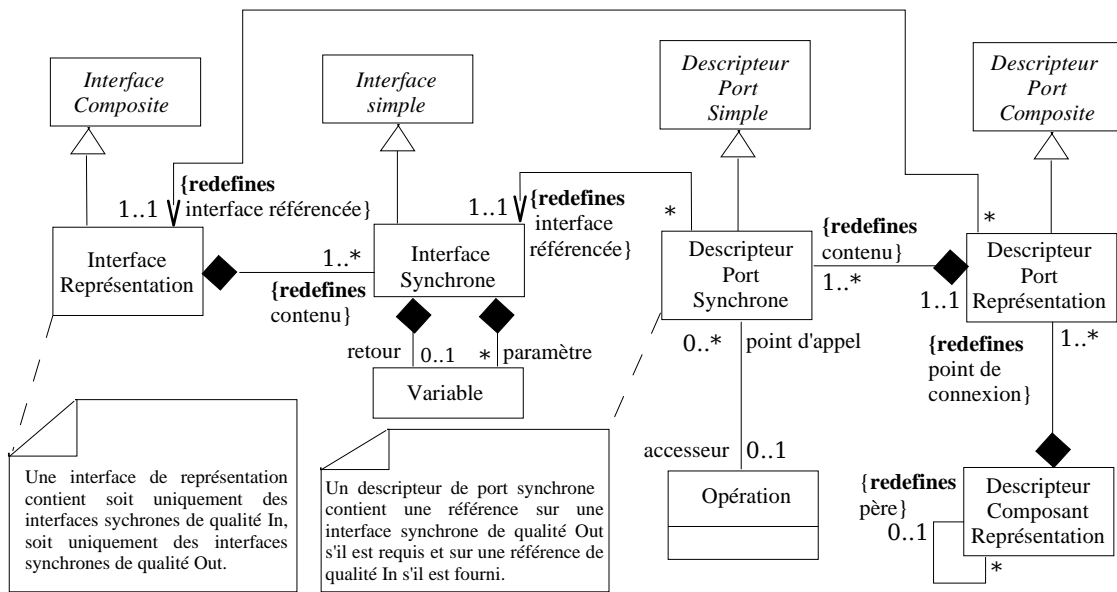 Interface
Composite
Interface
simple
Descripteur
Port
Simple
Descripteur
Port
Composite
{redefines
interface référencée}
1..1
1..1
{redefines
interface
référencée}
*
{redefines
contenu}
1..*
*
1..1
Interface
Représentation
1..*
{redefines
contenu}
Interface
Synchrone
Descripteur
Port
Synchrone
Descripteur
Port
Représentation
retour
0..1
*
paramètre
Variable
0..*
point d'appel
{redefines
point de
connexion}
1..*
accesseur
0..1
Opération
{redefines
père}
0..1
*
Descripteur
Composant
Représentation
Une interface de représentation
contient soit uniquement des
interfaces sychrones de qualité In,
soit uniquement des interfaces
synchrones de qualité Out.
Un descripteur de port synchrone
contient une référence sur une
interface synchrone de qualité Out
s'il est requis et sur une référence de
qualité In s'il est fourni.